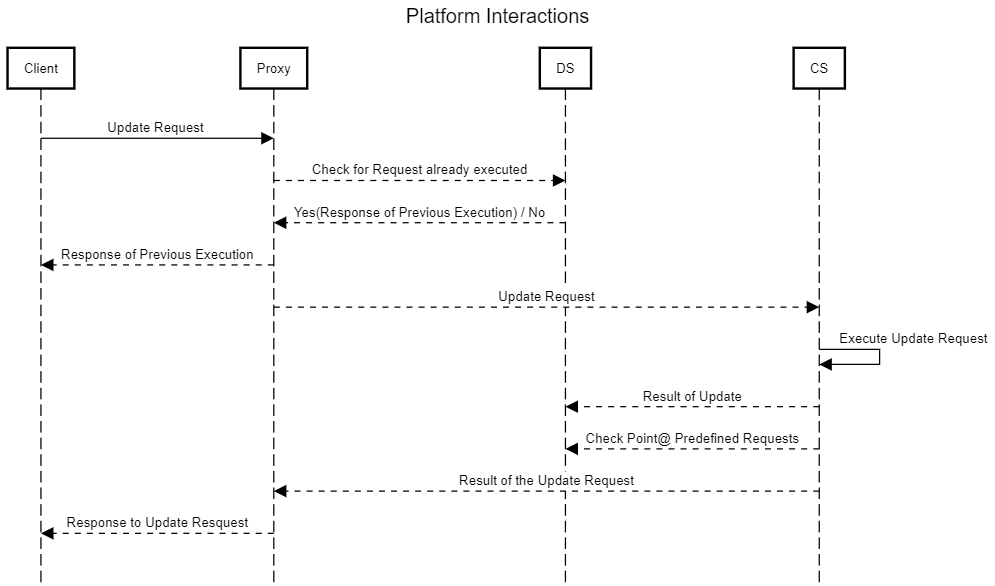 Platform Interactions
Client
Proxy
DS
CS
Update Request
Check for Request already executed
Yes(Response of Previous Execution) / No
Response of Previous Execution
Update Request
Execute Update Request
Result of Update
Check Point@ Predefined Requests
Result of the Update Request
Response to Update Resquest